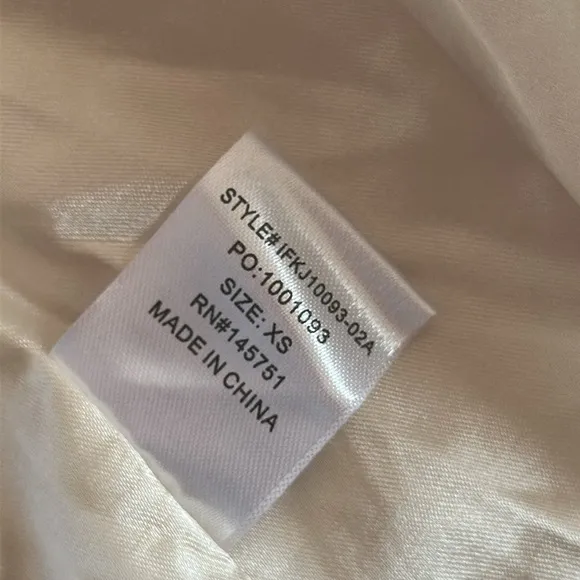 STYLE# IFKJ10093-02A
PO:1001093
SIZE: XS
RN#145751
MADE IN CHINA